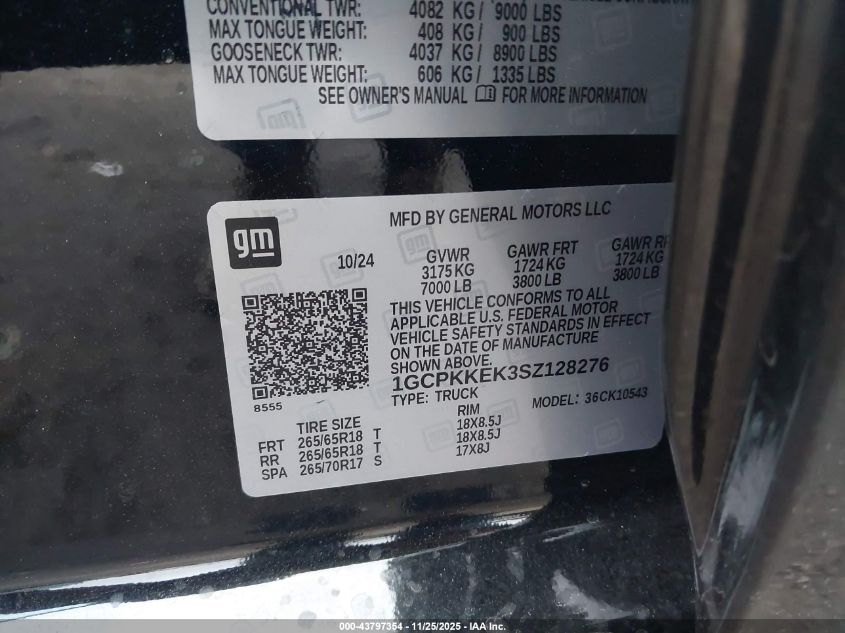 CONVENTIONAL TWR: 4082 KG/ 9000 LBS
MAX TONGUE WEIGHT: 408 KG/ 900 LBS
GOOSENECK TWR: 4037 KG/ 8900 LBS
MAX TONGUE WEIGHT: 606 KG/ 1335 LBS
SEE OWNER'S MANUAL FOR MORE INFORMATION
gm
MFD BY GENERAL MOTORS LLC
10/24
GVWR GAWR FRT GAWR RR
3175 KG 1724 KG 1724 KG
7000 LB 3800 LB 3800 LB
THIS VEHICLE CONFORMS TO ALL
APPLICABLE U.S. FEDERAL MOTOR
VEHICLE SAFETY STANDARDS IN EFFECT
ON THE DATE OF MANUFACTURE
SHOWN ABOVE.
1GCPKKEK3SZ128276
TYPE: TRUCK MODEL: 36CK10543
8555
TIRE SIZE RIM
FRT 265/65R18 T 18X8.5J
RR 265/65R18 T 18X8.5J
SPA 265/70R17 S 17X8J
000-43797354 - 11/25/2025 - © IAA, Inc.